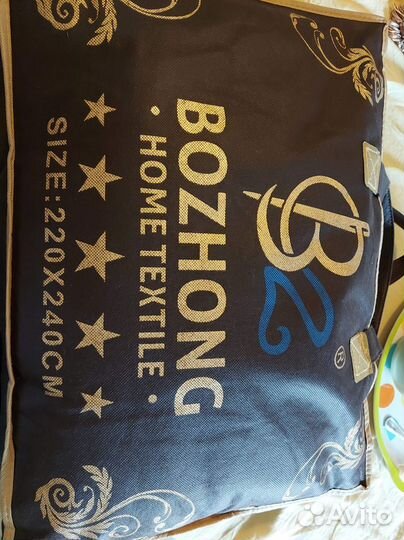 B2
®
BOZHONG
· HOME TEXTILE ·
SIZE: 220X240CM
Avito